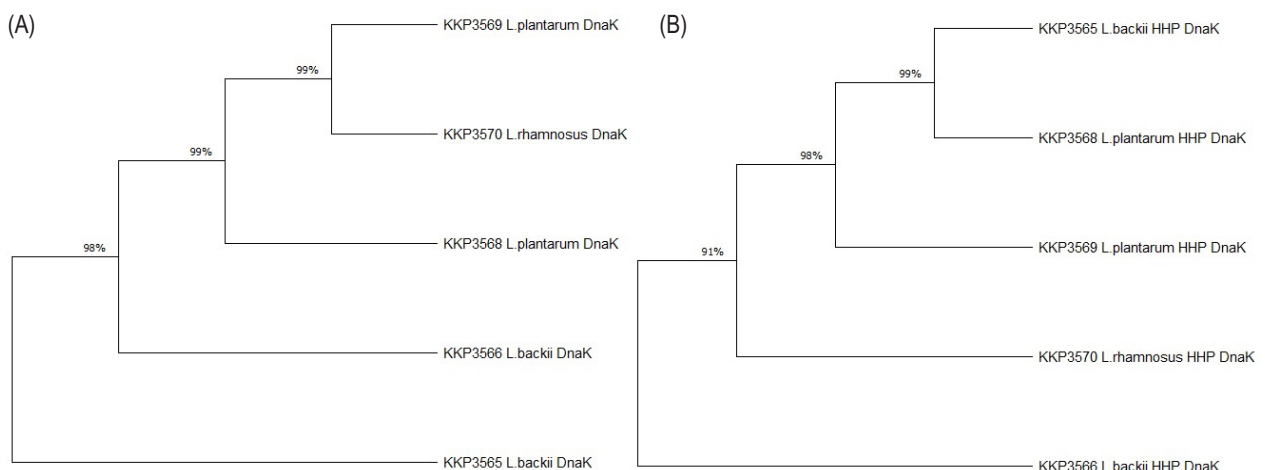 (A)
KKP3569 L.plantarum DnaK
99%
KKP3570 L.rhamnosus DnaK
99%
KKP3568 L.plantarum DnaK
98%
KKP3566 L.backii DnaK
KKP3565 L.backii DnaK
(B)
KKP3565 L.backii HHP DnaK
99%
KKP3568 L.plantarum HHP DnaK
98%
KKP3569 L.plantarum HHP DnaK
91%
KKP3570 L.rhamnosus HHP DnaK
KKP3566 L.backii HHP DnaK